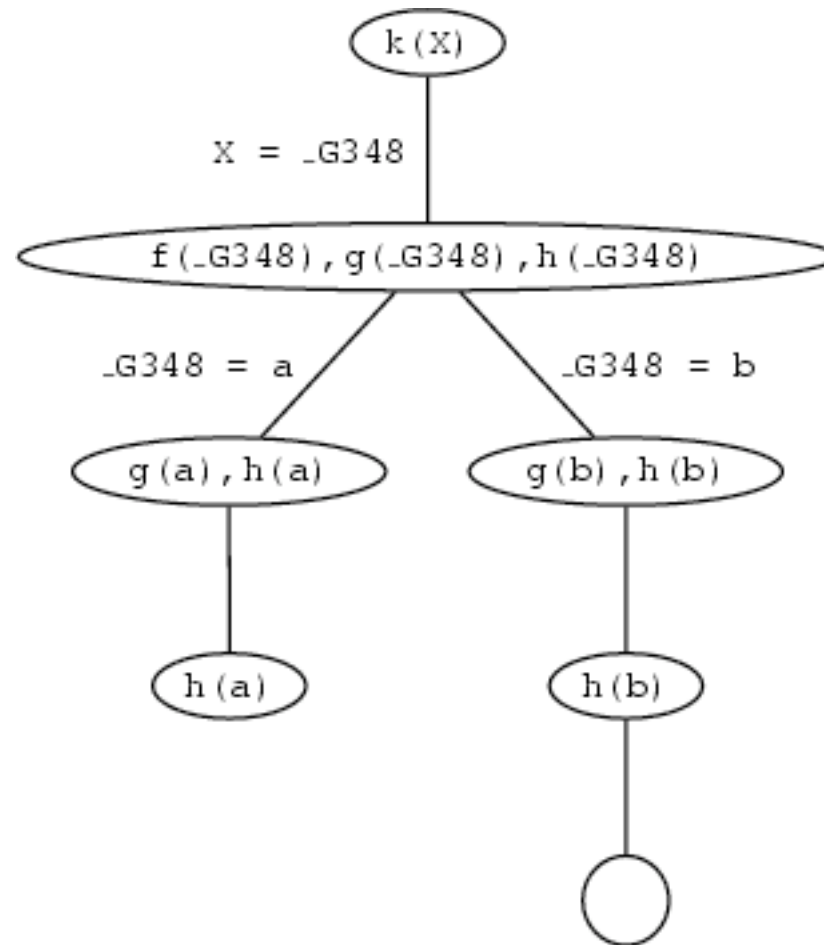 k(X)
X = _G348
f(_G348),g(_G348),h(_G348)
_G348 = a
_G348 = b
g(a),h(a)
g(b),h(b)
h(a)
h(b)